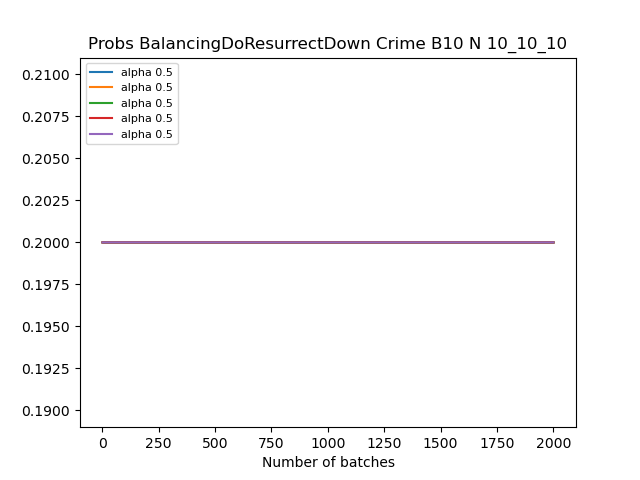 Probs BalancingDoResurrectDown Crime B10 N 10_10_10
0.2100
0.2075
0.2050
0.2025
0.2000
0.1975
0.1950
0.1925
0.1900
alpha 0.5
alpha 0.5
alpha 0.5
alpha 0.5
alpha 0.5
0 250 500 750 1000 1250 1500 1750 2000
Number of batches